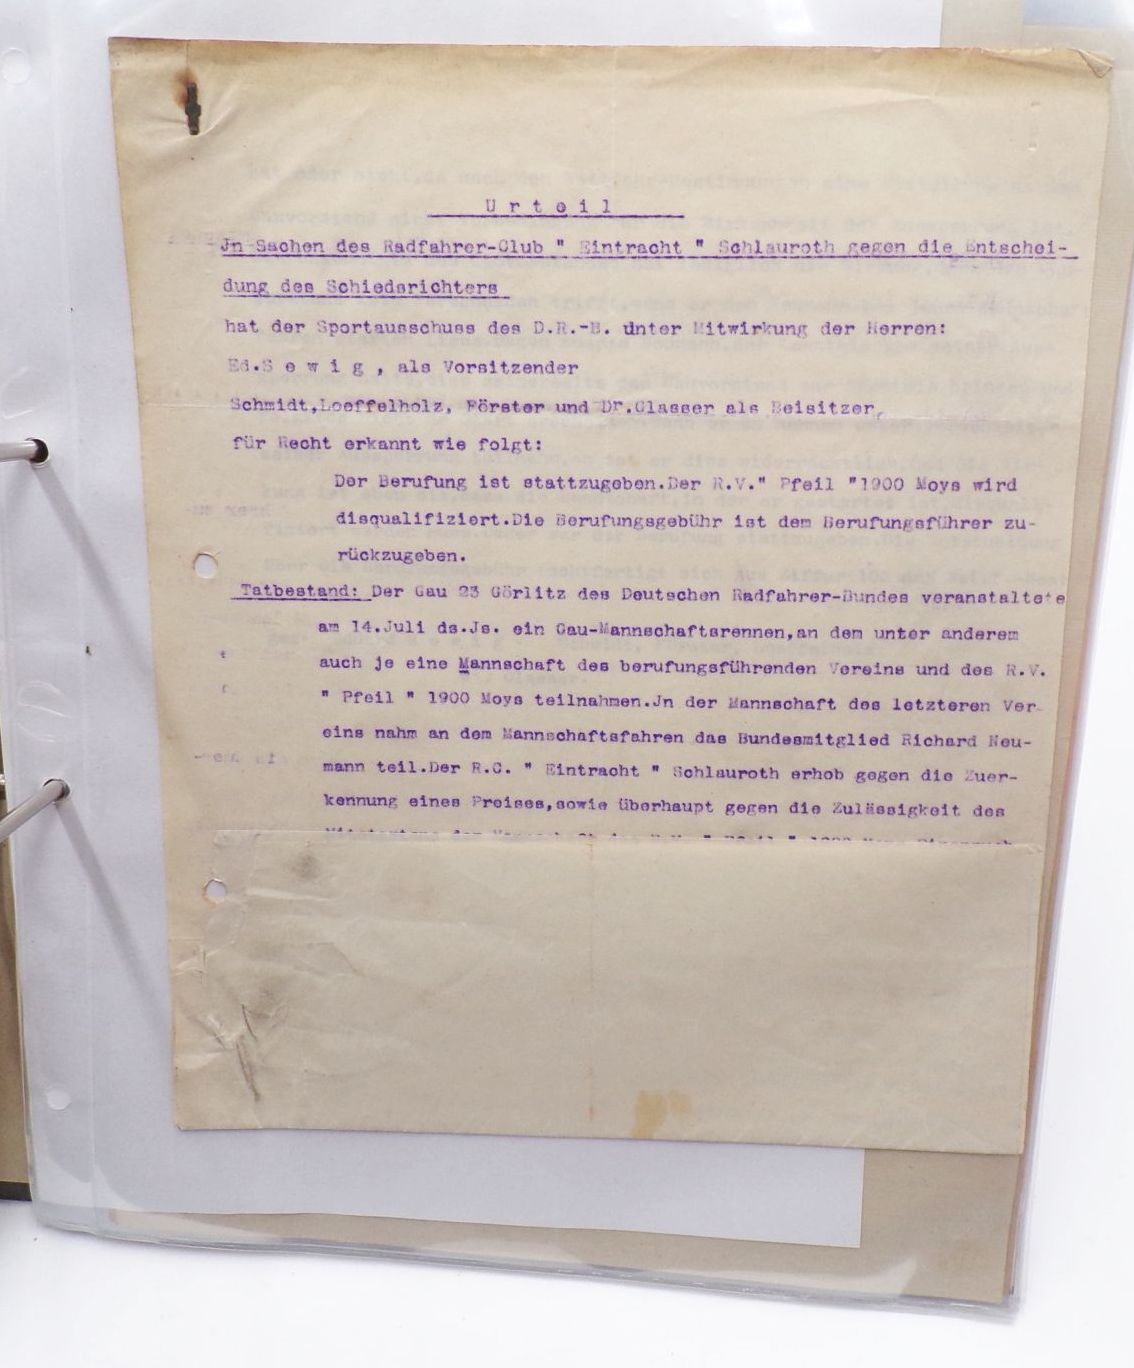 U r t e i l
Jn Sachen des Radfahrer-Club " Eintracht " Schlauroth gegen die Entschei-
dung des Schiedsrichters
hat der Sportausschuss des D.R.-B. unter Mitwirkung der Herren:
Ed.S e w i g , als Vorsitzender
Schmidt,Loeffelholz, Förster und Dr.Glasser als Beisitzer,
für Recht erkannt wie folgt:
Der Berufung ist stattzugeben.Der R.V." Pfeil "1900 Moys wird
disqualifiziert.Die Berufungsgebühr ist dem Berufungsführer zu-
rückzugeben.
Tatbestand: Der Gau 23 Görlitz des Deutschen Radfahrer-Bundes veranstaltete
am 14.Juli ds.Js. ein Gau-Mannschaftsrennen,an dem unter anderem
auch je eine Mannschaft des berufungsführenden Vereins und des R.V.
" Pfeil " 1900 Moys teilnahmen.Jn der Mannschaft des letzteren Ver-
eins nahm an dem Mannschaftsfahren das Bundesmitglied Richard Neu-
mann teil.Der R.C. " Eintracht " Schlauroth erhob gegen die Zuer-
kennung eines Preises,sowie überhaupt gegen die Zulässigkeit des